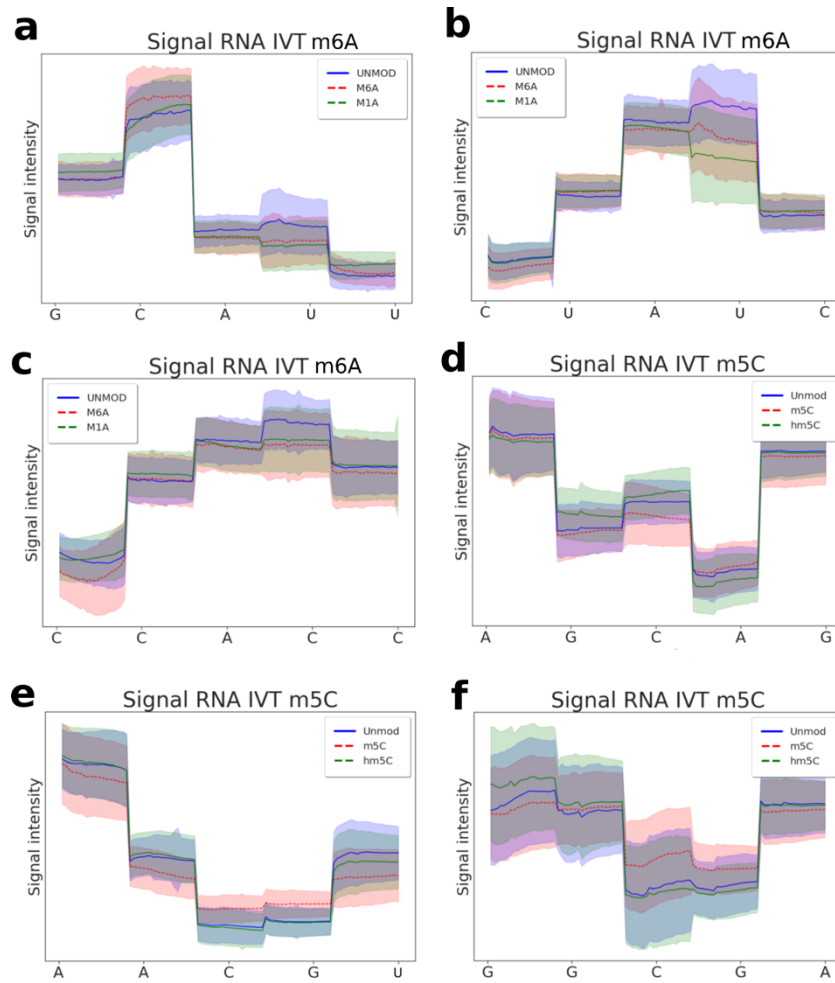 a
Signal RNA IVT m6A
Signal intensity
UNMOD
M6A
M1A
G C A U U
b
Signal RNA IVT m6A
Signal intensity
UNMOD
M6A
M1A
C U A U C
c
Signal RNA IVT m6A
Signal intensity
UNMOD
M6A
M1A
C C A C C
d
Signal RNA IVT m5C
Signal intensity
Unmod
m5C
hm5C
A G C A G
e
Signal RNA IVT m5C
Signal intensity
Unmod
m5C
hm5C
A A C G U
f
Signal RNA IVT m5C
Signal intensity
Unmod
m5C
hm5C
G G C G A